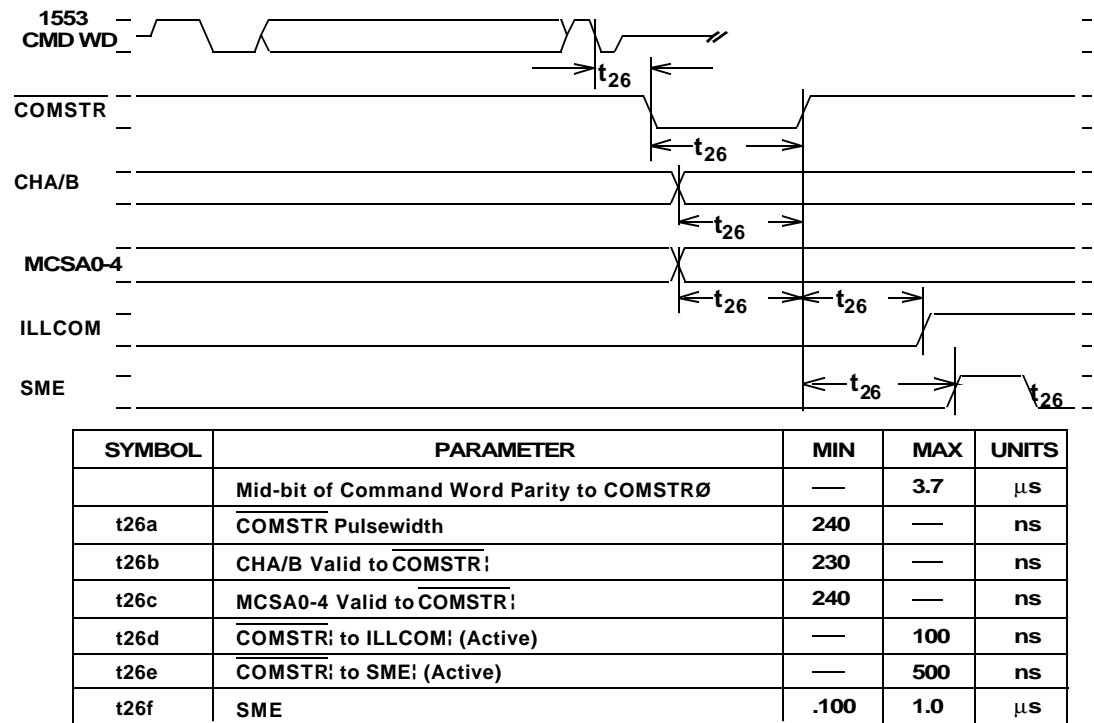 1553
CMD WD
t26
COMSTR
t26
CHA/B
t26
MCSA0-4
t26 t26
ILLCOM
SME
t26 t26
SYMBOL PARAMETER MIN MAX UNITS
Mid-bit of Command Word Parity to COMSTRØ — 3.7 μs
t26a COMSTR Pulsewidth 240 — ns
t26b CHA/B Valid to COMSTR¦ 230 — ns
t26c MCSA0-4 Valid to COMSTR¦ 240 — ns
t26d COMSTR¦ to ILLCOM¦ (Active) — 100 ns
t26e COMSTR¦ to SME¦ (Active) — 500 ns
t26f SME .100 1.0 μs